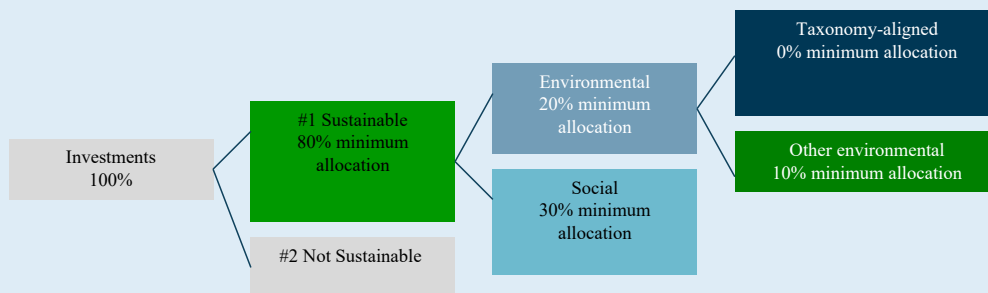 Investments
100%
#1 Sustainable
80% minimum
allocation
#2 Not Sustainable
Environmental
20% minimum
allocation
Social
30% minimum
allocation
Taxonomy-aligned
0% minimum allocation
Other environmental
10% minimum allocation